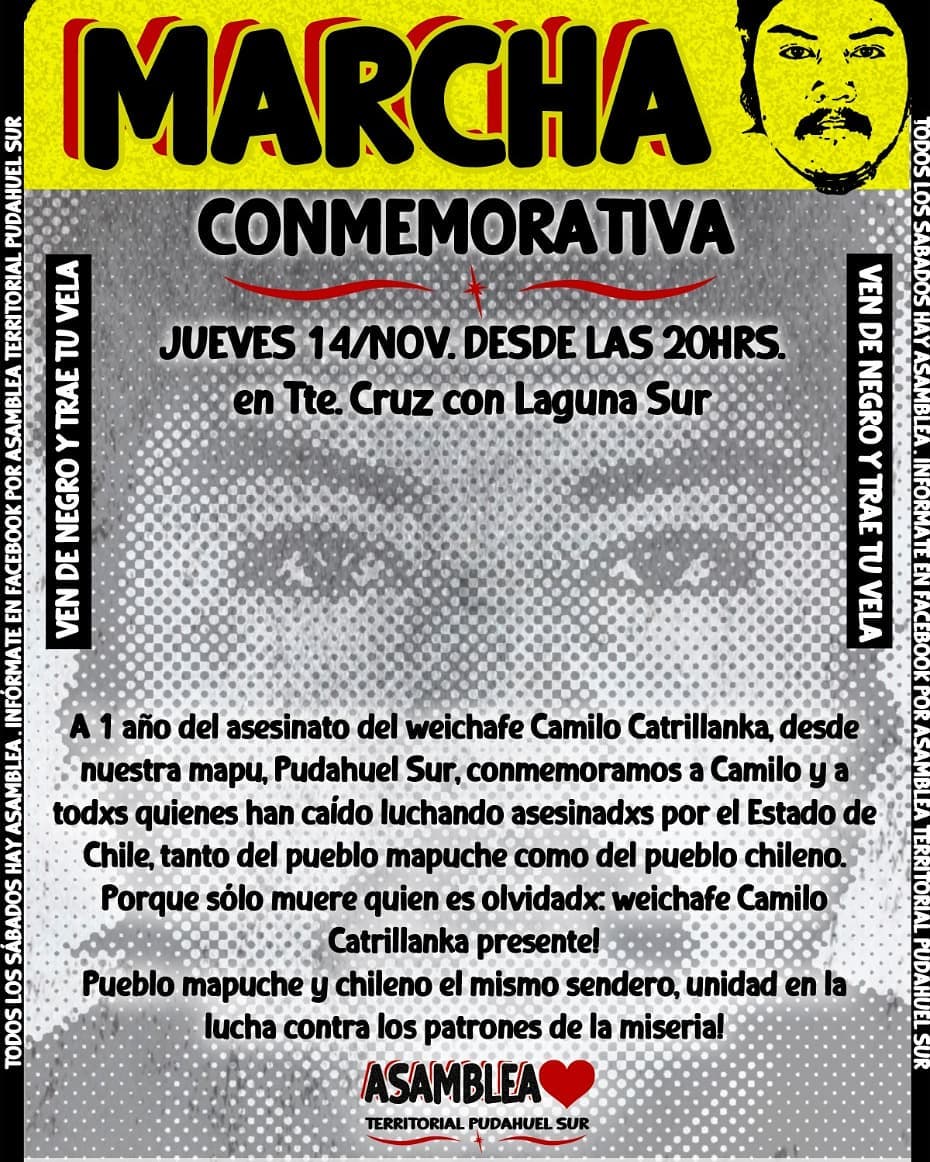 MARCHA
CONMEMORATIVA
JUEVES 14/NOV. DESDE LAS 20HRS.
en Tte. Cruz con Laguna Sur
VEN DE NEGRO Y TRAE TU VELA
VEN DE NEGRO Y TRAE TU VELA
TODOS LOS SÁBADOS HAY ASAMBLEA. INFÓRMATE EN FACEBOOK POR ASAMBLEA TERRITORIAL PUDAHUEL SUR
TODOS LOS SÁBADOS HAY ASAMBLEA. INFÓRMATE EN FACEBOOK POR ASAMBLEA TERRITORIAL PUDAHUEL SUR
A 1 año del asesinato del weichafe Camilo Catrillanka, desde
nuestra mapu, Pudahuel Sur, conmemoramos a Camilo y a
todxs quienes han caído luchando asesinadxs por el Estado de
Chile, tanto del pueblo mapuche como del pueblo chileno.
Porque sólo muere quien es olvidadx: weichafe Camilo
Catrillanka presente!
Pueblo mapuche y chileno el mismo sendero, unidad en la
lucha contra los patrones de la miseria!
ASAMBLEA
TERRITORIAL PUDAHUEL SUR